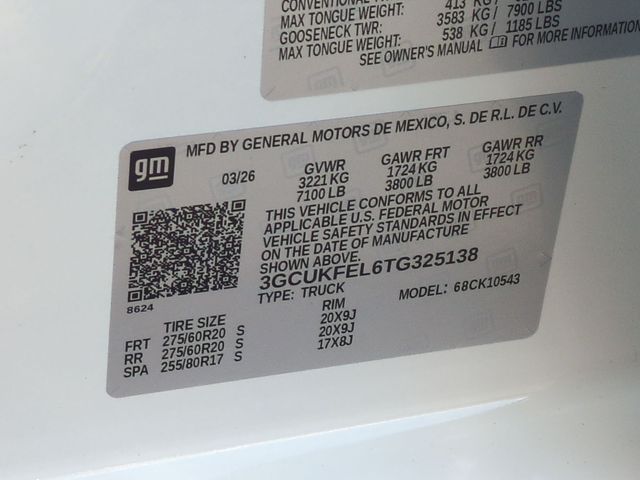 CONVENTIONAL
413 KG /
MAX TONGUE WEIGHT: 3583 KG / 7900 LBS
GOOSENECK TWR: 538 KG / 1185 LBS
MAX TONGUE WEIGHT:
SEE OWNER'S MANUAL FOR MORE INFORMATION
gm
MFD BY GENERAL MOTORS DE MEXICO, S. DE R.L. DE C.V.
03/26
GVWR GAWR FRT GAWR RR
3221 KG 1724 KG 1724 KG
7100 LB 3800 LB 3800 LB
THIS VEHICLE CONFORMS TO ALL
APPLICABLE U.S. FEDERAL MOTOR
VEHICLE SAFETY STANDARDS IN EFFECT
ON THE DATE OF MANUFACTURE
3GCUKFEL6TG325138
TYPE: TRUCK MODEL: 68CK10543
8624
TIRE SIZE RIM
FRT 275/60R20 S 20X9J
RR 275/60R20 S 20X9J
SPA 255/80R17 S 17X8J